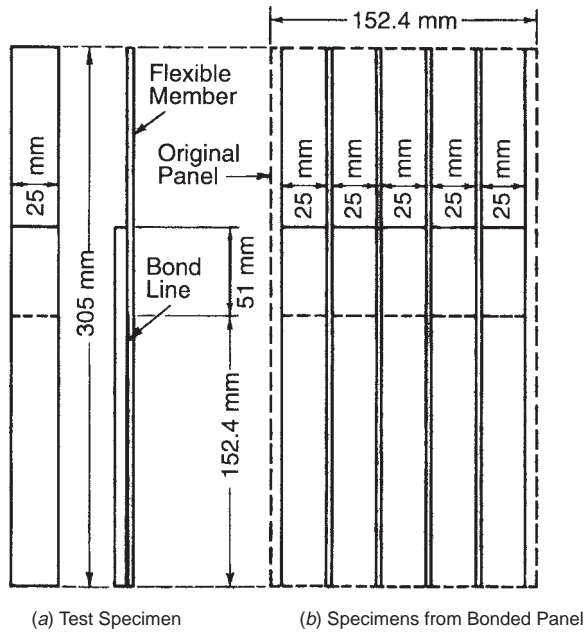 152.4 mm
Flexible
Member
Original
Panel
25 mm
25 mm
25 mm
25 mm
25 mm
25 mm
305 mm
Bond
Line
51 mm
152.4 mm
(a) Test Specimen
(b) Specimens from Bonded Panel